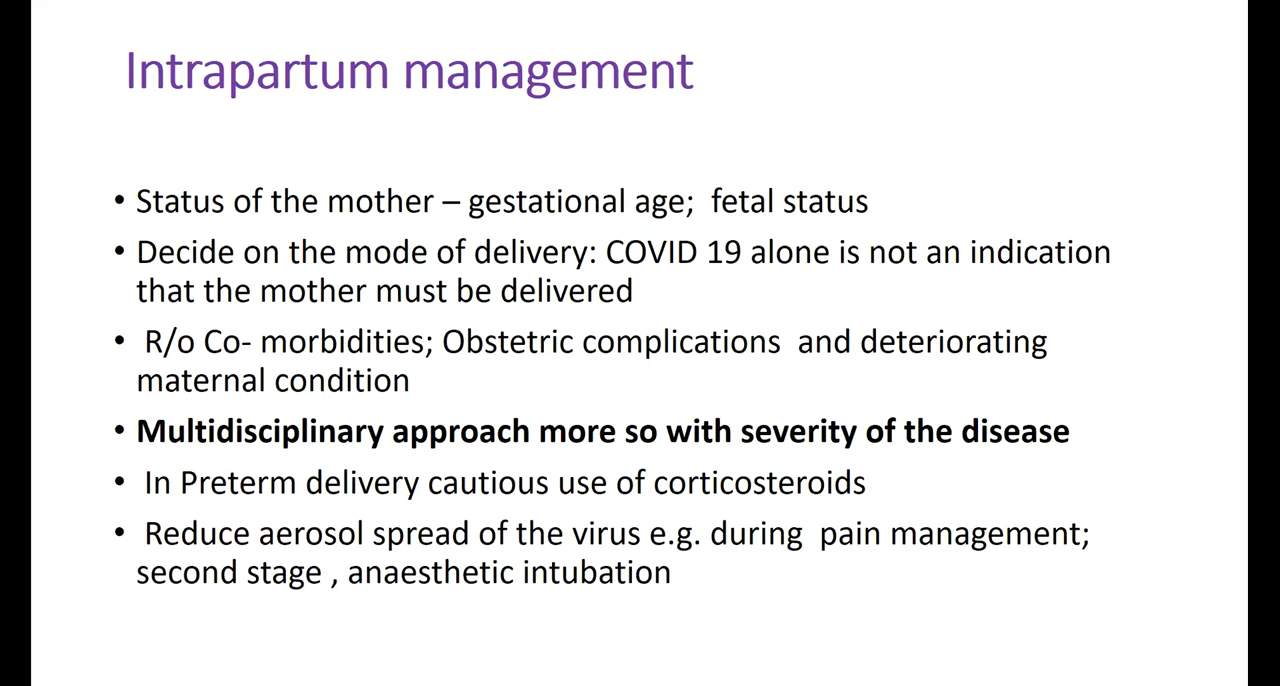 Intrapartum management
• Status of the mother – gestational age;  fetal status
• Decide on the mode of delivery: COVID 19 alone is not an indication
that the mother must be delivered
•  R/o Co- morbidities; Obstetric complications  and deteriorating
maternal condition
• Multidisciplinary approach more so with severity of the disease
•  In Preterm delivery cautious use of corticosteroids
•  Reduce aerosol spread of the virus e.g. during  pain management;
second stage , anaesthetic intubation